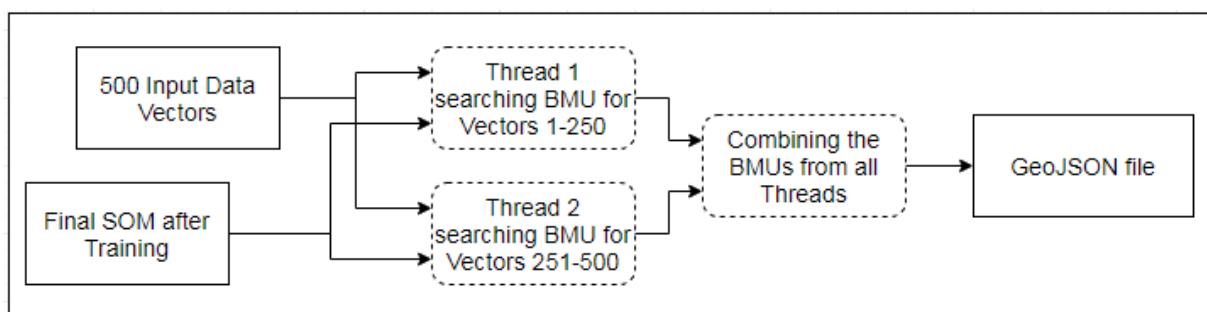 500 Input Data
Vectors
Final SOM after
Training
Thread 1
searching BMU for
Vectors 1-250
Thread 2
searching BMU for
Vectors 251-500
Combining the
BMUs from all
Threads
GeoJSON file